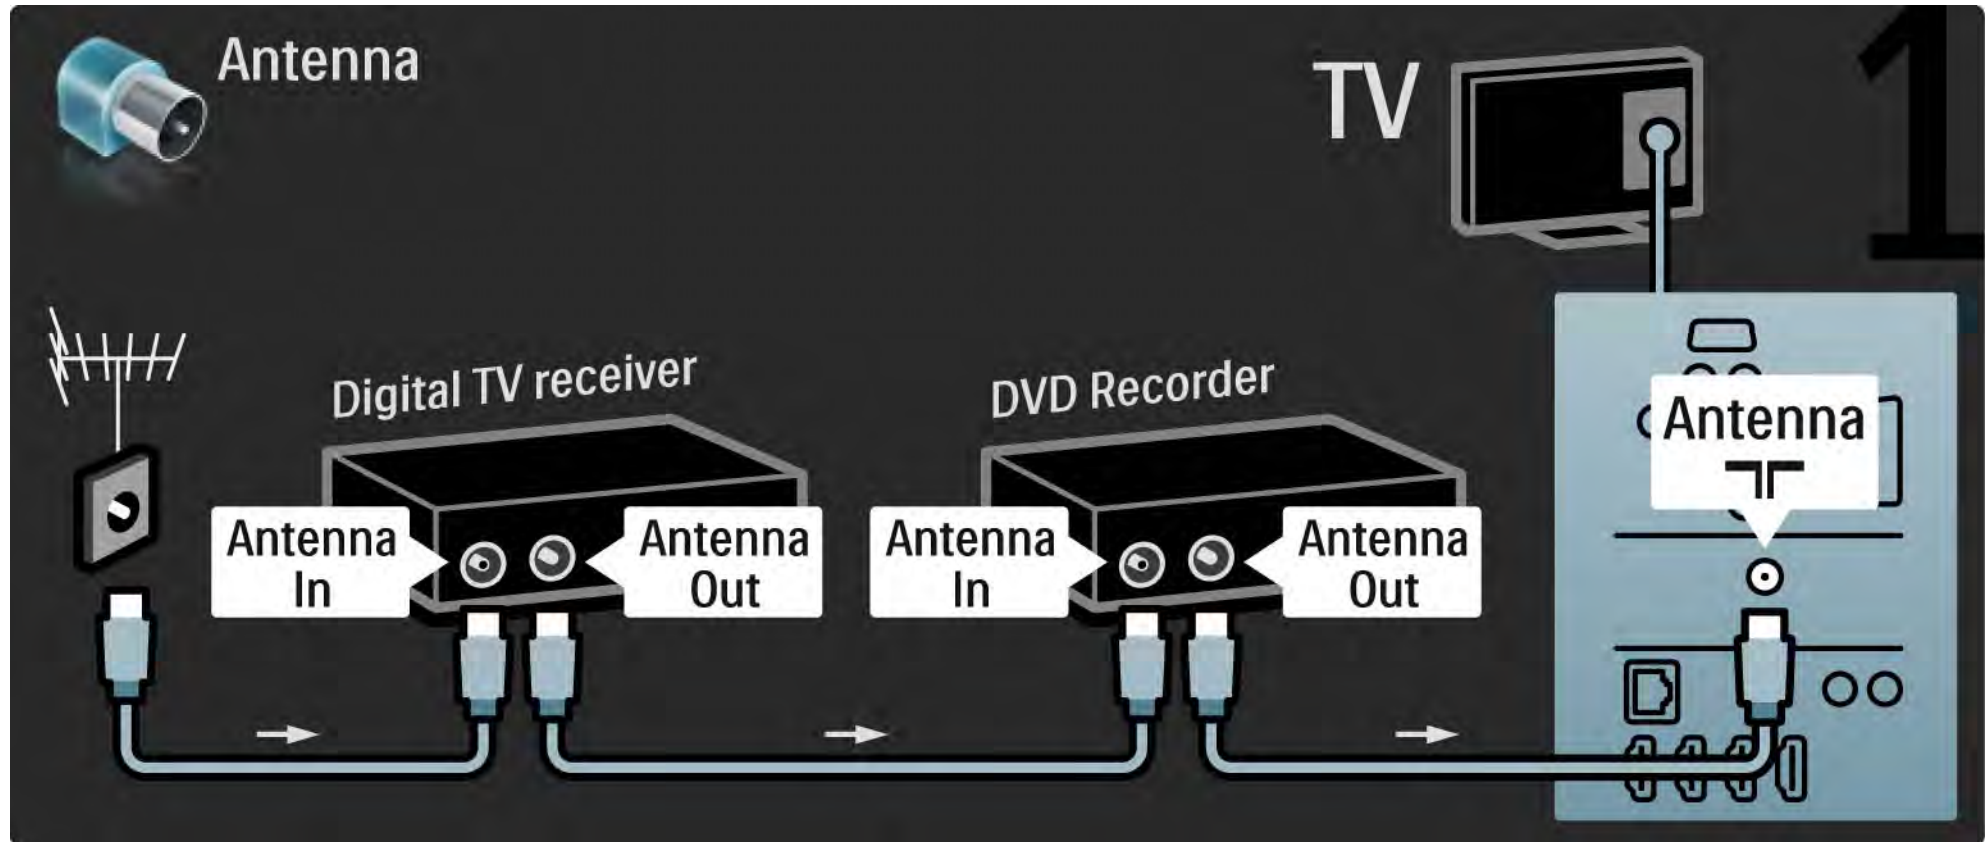 Antenna
TV
1
Digital TV receiver
DVD Recorder
Antenna
Antenna
In
Antenna
Out
Antenna
In
Antenna
Out